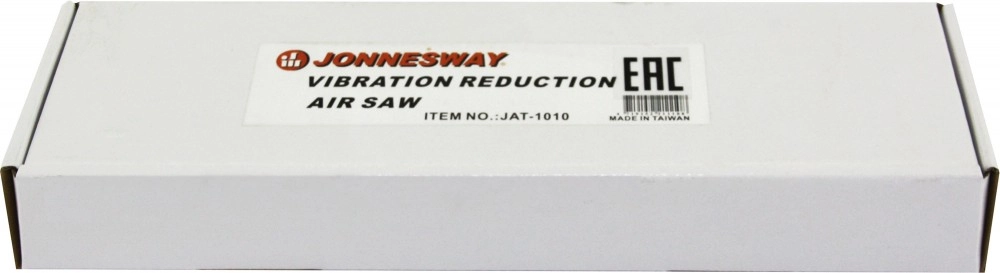 JONNESWAY
VIBRATION REDUCTION
AIR SAW
ITEM NO.:JAT-1010
EAC
MADE IN TAIWAN